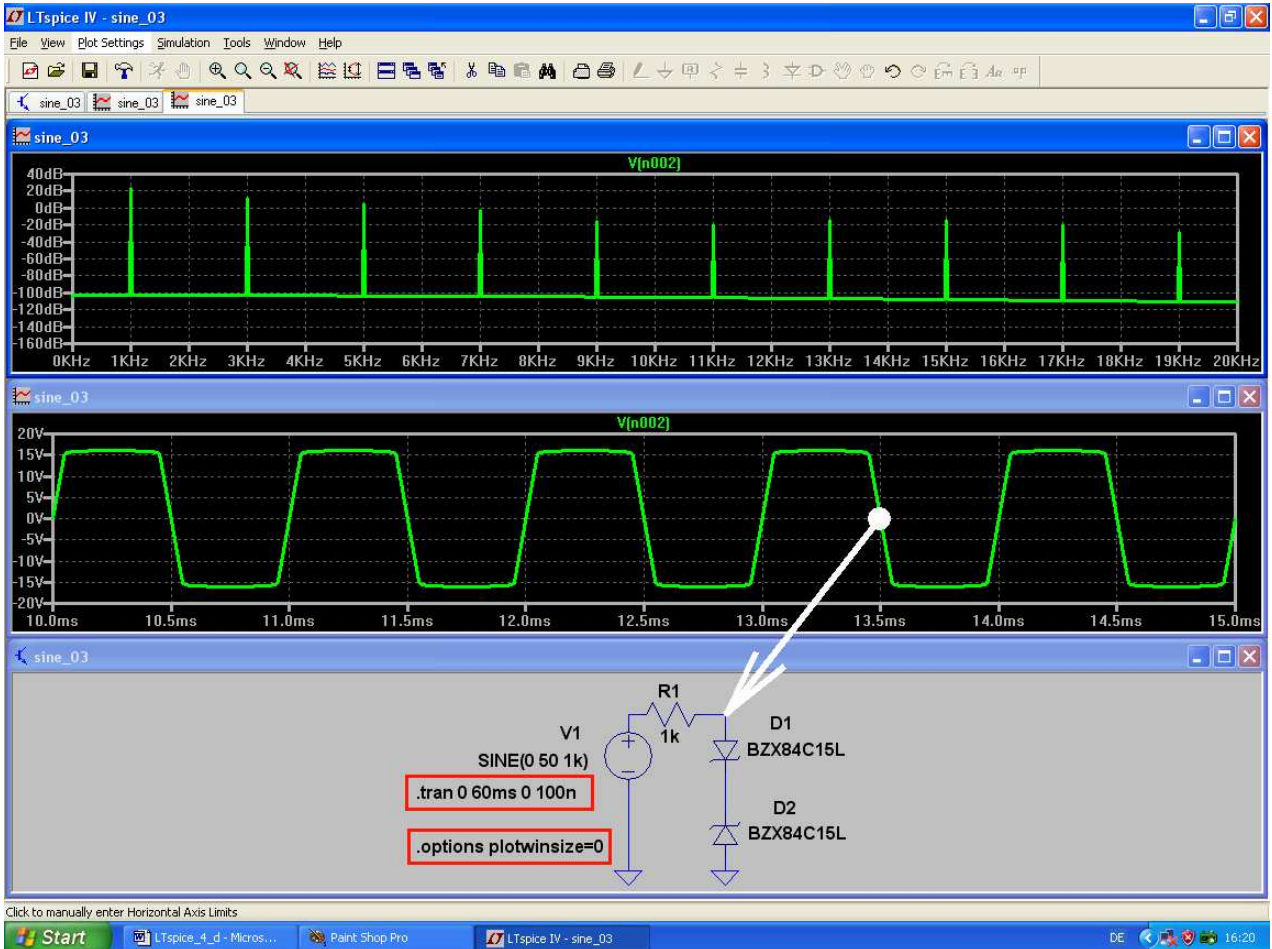 LTspice IV - sine_03
File View Plot Settings Simulation Tools Window Help
sine_03 sine_03 sine_03
sine_03
V(n002)
40dB
20dB
0dB
-20dB
-40dB
-60dB
-80dB
-100dB
-120dB
-140dB
-160dB
0KHz 1KHz 2KHz 3KHz 4KHz 5KHz 6KHz 7KHz 8KHz 9KHz 10KHz 11KHz 12KHz 13KHz 14KHz 15KHz 16KHz 17KHz 18KHz 19KHz 20KHz
sine_03
V(n002)
20V
15V
10V
5V
0V
-5V
-10V
-15V
-20V
10.0ms 10.5ms 11.0ms 11.5ms 12.0ms 12.5ms 13.0ms 13.5ms 14.0ms 14.5ms 15.0ms
sine_03
R1
1k
V1
SINE(0 50 1k)
D1
BZX84C15L
.tran 0 60ms 0 100n
D2
BZX84C15L
.options plotwinsize=0
Click to manually enter Horizontal Axis Limits
Start LTspice_4_d - Micros... Paint Shop Pro LTspice IV - sine_03 DE 16:20